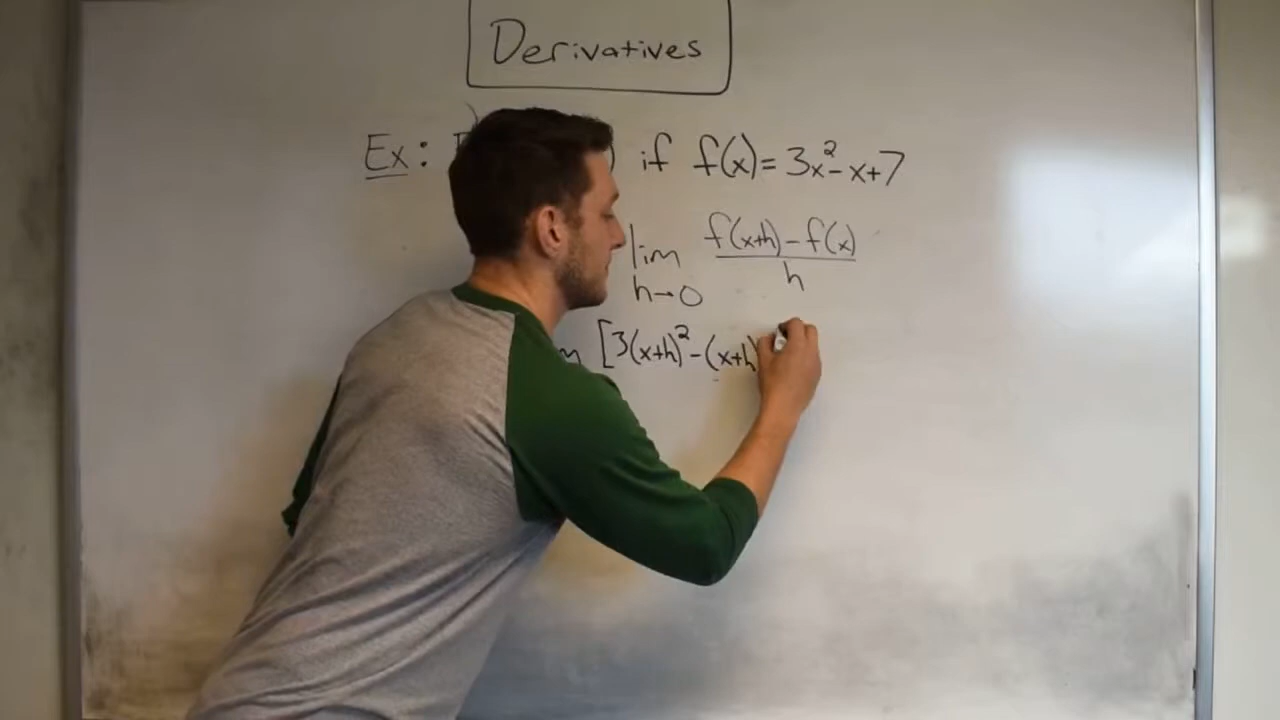 Derivatives
Ex: ) if f(x)=3x²-x+7
lim f(x+h)-f(x)
h→0 h
[3(x+h)²-(x+h)